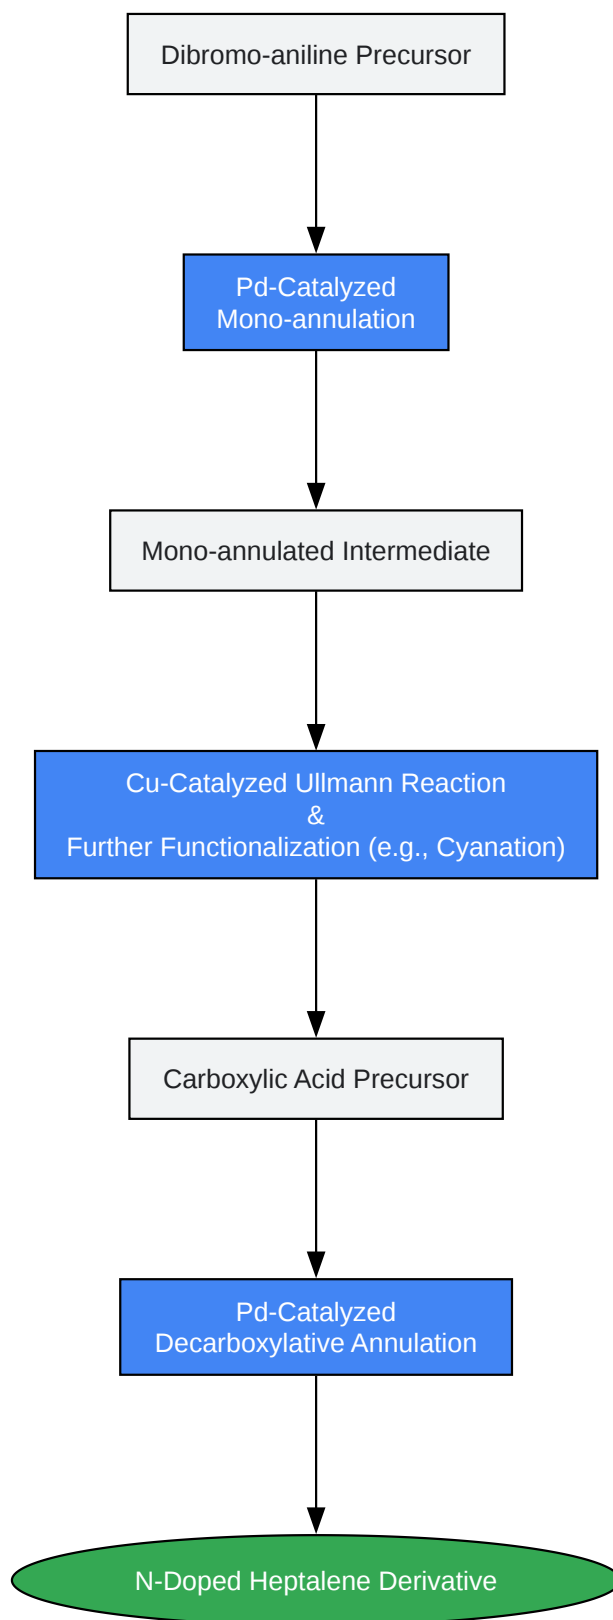 Dibromo-aniline Precursor
Pd-Catalyzed
Mono-annulation
Mono-annulated Intermediate
Cu-Catalyzed Ullmann Reaction
&
Further Functionalization (e.g., Cyanation)
Carboxylic Acid Precursor
Pd-Catalyzed
Decarboxylative Annulation
N-Doped Heptalene Derivative